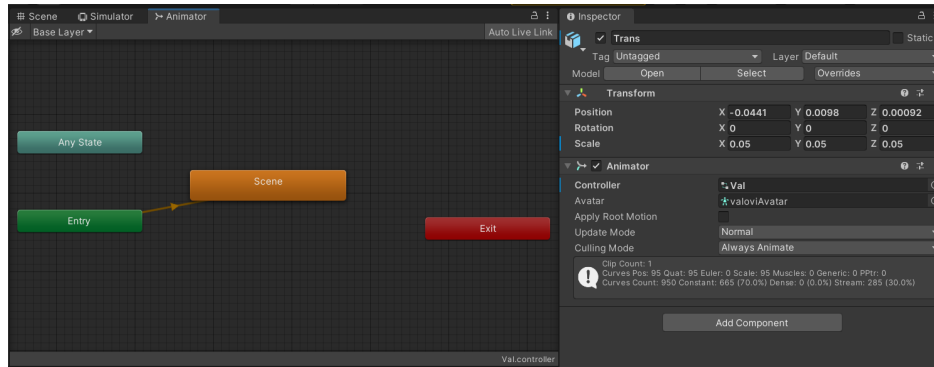 Scene Simulator Animator
Base Layer Auto Live Link
Any State
Scene
Entry
Exit
Val.controller
Inspector
Trans Static
Tag Untagged Layer Default
Model Open Select Overrides
Transform
Position X -0.0441 Y 0.0098 Z 0.00092
Rotation X 0 Y 0 Z 0
Scale X 0.05 Y 0.05 Z 0.05
Animator
Controller Val
Avatar valoviAvatar
Apply Root Motion
Update Mode Normal
Culling Mode Always Animate
Clip Count: 1
Curves Pos: 95 Quat: 95 Euler: 0 Scale: 95 Muscles: 0 Generic: 0 PPtr: 0
Curves Count: 950 Constant: 665 (70.0%) Dense: 0 (0.0%) Stream: 285 (30.0%)
Add Component